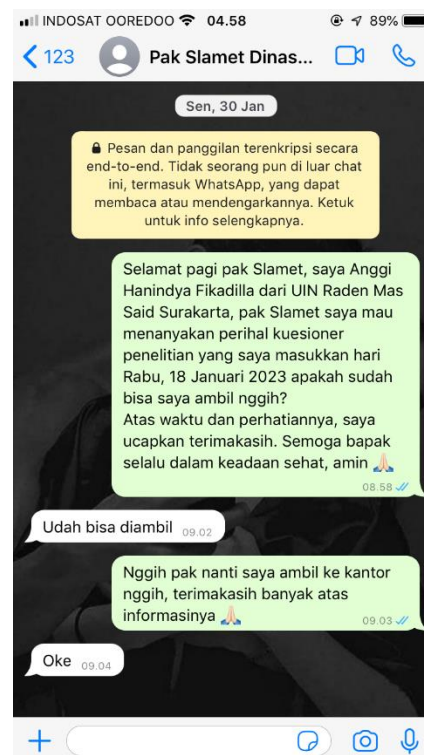 INDOSAT OOREDOO 04.58 89%
123 Pak Slamet Dinas...
Sen, 30 Jan
Pesan dan panggilan terenkripsi secara
end-to-end. Tidak seorang pun di luar chat
ini, termasuk WhatsApp, yang dapat
membaca atau mendengarkannya. Ketuk
untuk info selengkapnya.
Selamat pagi pak Slamet, saya Anggi
Hanindya Fikadilla dari UIN Raden Mas
Said Surakarta, pak Slamet saya mau
menanyakan perihal kuesioner
penelitian yang saya masukkan hari
Rabu, 18 Januari 2023 apakah sudah
bisa saya ambil nggih?
Atas waktu dan perhatiannya, saya
ucapkan terimakasih. Semoga bapak
selalu dalam keadaan sehat, amin 🙏🏻
08.58
Udah bisa diambil 09.02
Nggih pak nanti saya ambil ke kantor
nggih, terimakasih banyak atas
informasinya 🙏🏻 09.03
Oke 09.04